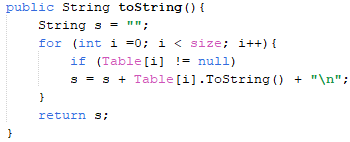 public String toString(){
String s = "";
for (int i =0; i < size; i++){
if (Table[i] != null)
s = s + Table[i].ToString() + "\n";
}
return s;
}